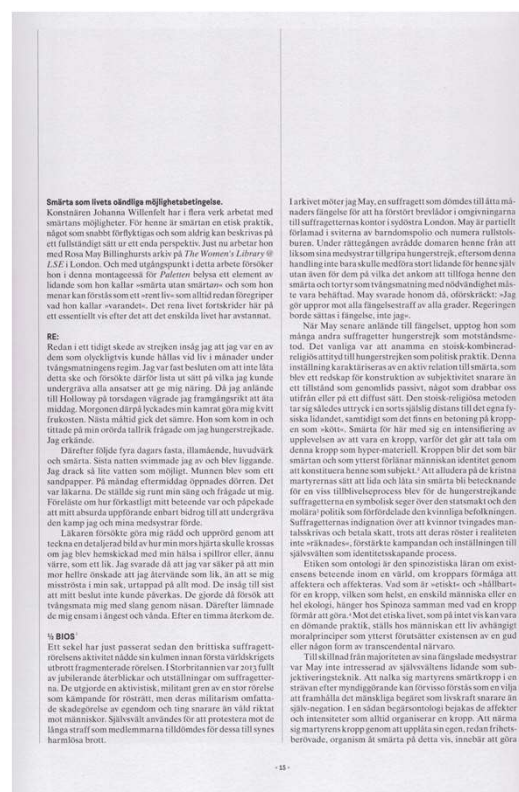 Smärta som livets oändliga möjlighetsbetingelse.
Konstnären Johanna Willenfelt har i flera verk arbetat med
smärtans möjligheter. För henne är smärtan en etisk praktik,
något som snabbt förflyktigas och som aldrig kan beskrivas på
ett fullständigt sätt ur ett enda perspektiv. Just nu arbetar hon
med Rosa May Billinghursts arkiv på The Women's Library @
LSE i London. Och med utgångspunkt i detta arbete försöker
hon i denna montageessä för Paletten belysa ett element av
lidande som hon kallar »smärta utan smärtan« och som hon
menar kan förstås som ett »rent liv« som alltid redan föregriper
vad hon kallar »varandets«. Det rena livet fortskrider här på
ett essentiellt vis efter det att det enskilda livet har avstannat.
RE:
Redan i ett tidigt skede av strejken insåg jag att jag var en av
dem som olyckligtvis kunde hållas vid liv i månader under
tvångsmatningens regim. Jag var fast besluten om att inte låta
detta ske och försökte därför lista ut sätt på vilka jag kunde
undergräva alla ansatser att ge mig näring. Då jag anlände
till Holloway på torsdagen vägrade jag framgångsrikt att äta
middag. Morgonen därpå lyckades min kamrat göra mig kvitt
frukosten. Nästa måltid gick det sämre. Hon som kom in och
tittade på min orörda tallrik frågade om jag hungerstrejkade.
Jag erkände.
Därefter följde fyra dagars fasta, illamående, huvudvärk
och smärta. Sista natten svimmade jag av och blev liggande.
Jag drack så lite vatten som möjligt. Munnen blev som ett
sandpapper. På måndag eftermiddag öppnades dörren. Det
var läkarna. De ställde sig runt min säng och frågade ut mig.
Föreläste om hur förkastligt mitt beteende var och påpekade
att mitt absurda uppförande enbart bidrog till att undergräva
den kamp jag och mina medsystrar förde.
Läkaren försökte göra mig rädd och upprörd genom att
teckna en detaljerad bild av hur min mors hjärta skulle krossas
om jag blev hemskickad med min hälsa i spillror eller, ännu
värre, som ett lik. Jag svarade då att jag var säker på att min
mor hellre önskade att jag återvände som lik, än att se mig
misströsta i min sak, urtappad på allt mod. De insåg till sist
att mitt beslut inte kunde påverkas. De gjorde då försök att
tvångsmata mig med slang genom näsan. Därefter lämnade
de mig ensam i ångest och vånda. Efter en timma återkom de.
½ BIOS¹
Ett sekel har just passerat sedan den brittiska suffragett-
rörelsens aktivitet nådde sin kulmen innan första världskrigets
utbrott fragmenterade rörelsen. I Storbritannien var 2013 fullt
av jubilerande återblickar och utställningar om suffragetter-
na. De utgjorde en aktivistisk, militant gren av en stor rörelse
som kämpande för rösträtt, men deras militarism omfatta-
de skadegörelse av egendom och ting snarare än våld riktat
mot människor. Självsvält användes för att protestera mot de
långa straff som medlemmarna tilldömdes för dessa till synes
harmlösa brott.
I arkivet möter jag May, en suffragett som dömdes till åtta må-
naders fängelse för att ha förstört brevlådor i omgivningarna
till suffragetternas kontor i sydöstra London. May är partiellt
förlamad i sviterna av barndomspolio och numera rullstols-
buren. Under rättegången avrådde domaren henne från att
liksom sina medsystrar tillgripa hungerstrejk, eftersom denna
handling inte bara skulle medföra stort lidande för henne själv
utan även för dem på vilka det ankom att tillfoga henne den
smärta och tortyr som tvångsmatning med nödvändighet mås-
te vara behäftad. May svarade honom då, oförskräckt: »Jag
gör uppror mot alla fängelsestraff av alla grader. Regeringen
borde sättas i fängelse, inte jag«.
När May senare anlände till fängelset, upptog hon som
många andra suffragetter hungerstrejk som motståndsme-
tod. Det vanliga var att anamma en stoisk-kombinerad-
religiös attityd till hungerstrejken som politisk praktik. Denna
inställning karaktäriseras av en aktiv relation till smärta, som
blev ett redskap för konstruktion av subjektivitet snarare än
ett tillstånd som genomlids passivt, något som drabbar oss
utifrån eller på ett diffust sätt. Den stoisk-religiösa metoden
tar sig således uttryck i en sorts själslig distans till det egna fy-
siska lidandet, samtidigt som det finns en betoning på kropp-
en som »kött«. Smärta för här med sig en intensifiering av
upplevelsen av att vara en kropp, varför det går att tala om
denna kropp som hyper-materiell. Kroppen blir det som bär
smärtan och som ytterst förlänar människan identitet genom
att konstituera henne som subjekt.² Att alludera på de kristna
martyrernas sätt att lida och låta sin smärta bli betecknande
för en viss tillblivelseprocess blev för de hungerstrejkande
suffragetterna en symbolisk seger över den statsmakt och den
molära³ politik som förfördelade den kvinnliga befolkningen.
Suffragetternas indignation över att kvinnor tvingades man-
talsskrivas och betala skatt, trots att deras röster i realiteten
inte »räknades«, förstärkte kampandan och inställningen till
självsvälten som identitetsskapande process.
Etiken som ontologi är den spinozistiska läran om exist-
ensens beteende inom en värld, om kroppars förmåga att
affektera och affekteras. Vad som är »etiskt« och »hållbart«
för en kropp, vilken som helst, en enskild människa eller en
hel ekologi, hänger hos Spinoza samman med vad en kropp
förmår att göra.⁴ Mot det etiska livet, som på intet vis kan vara
en dömande praktik, ställs hos människan ett liv avhängigt
moralprinciper som ytterst förutsätter existensen av en gud
eller någon form av transcendental närvaro.
Till skillnad från majoriteten av sina fängslade medsystrar
var May inte intresserad av självsvältens lidande som sub-
jektiveringsteknik. Att nalka sig martyrens smärtkropp i en
strävan efter myndiggörande kan förvisso förstås som en vilja
att framhålla det mänskliga begäret som livskraft snarare än
själv-negation. I en sådan begärsontologi bejakas de affekter
och intensiteter som alltid organiserar en kropp. Att närma
sig martyrens kropp genom att upplåta sin egen, redan frihets-
berövade, organism åt smärta på detta vis, innebär att göra
• 15 •